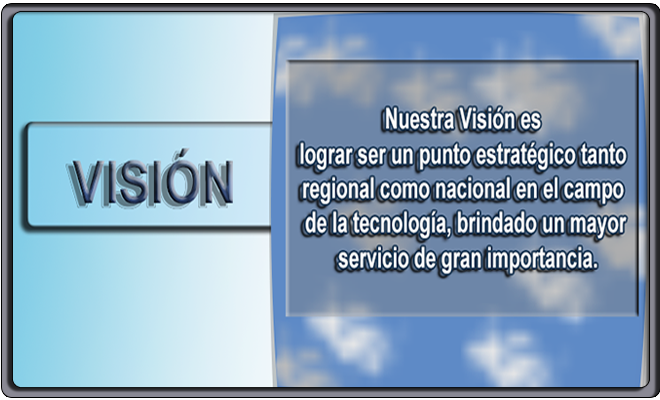 VISIÓN
Nuestra Visión es
lograr ser un punto estratégico tanto
regional como nacional en el campo
de la tecnología, brindado un mayor
servicio de gran importancia.